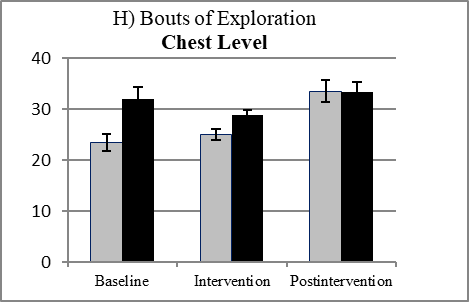 H) Bouts of Exploration
Chest Level
40
30
20
10
0
Baseline Intervention Postintervention